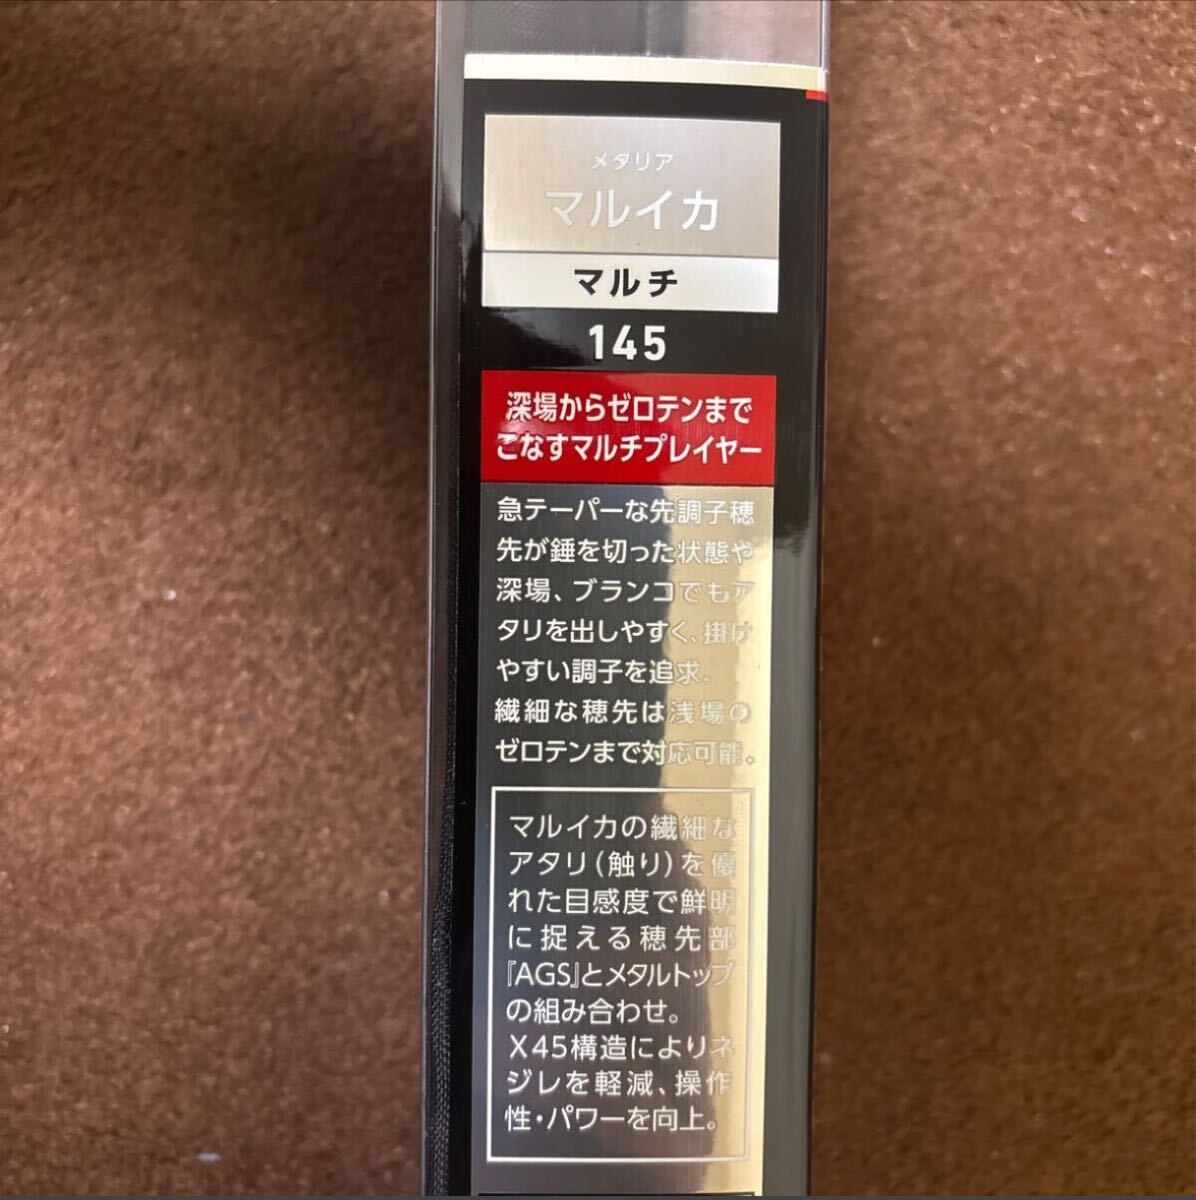 メタリア
マルイカ
マルチ
145
深場からゼロテンまで
こなすマルチプレイヤー
急テーパーな先調子穂
先が錘を切った状態や
深場、ブランコでもア
タリを出しやすく、掛け
やすい調子を追求。
繊細な穂先は浅場の
ゼロテンまで対応可能。
マルイカの繊細な
アタリ(触り)を優
れた目感度で鮮明
に捉える穂先部
『AGS』とメタルトップ
の組み合わせ。
X45構造によりネ
ジレを軽減、操作
性・パワーを向上。